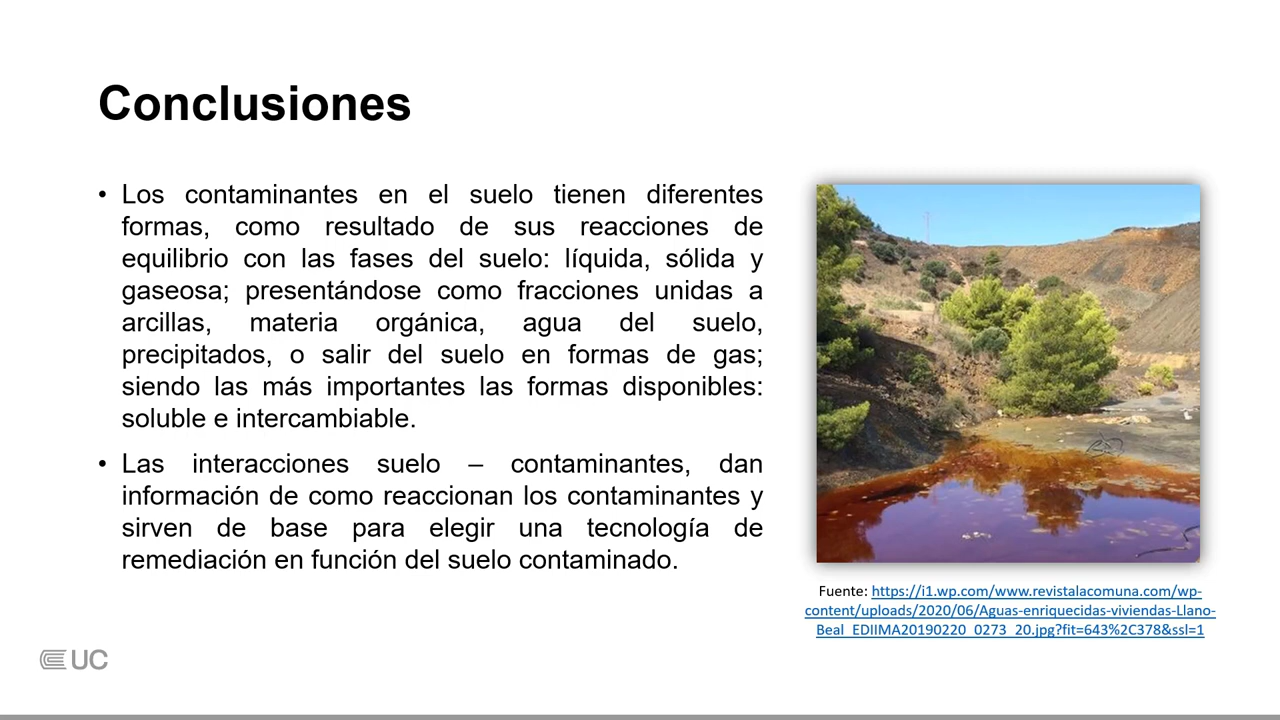 Conclusiones
• Los contaminantes en el suelo tienen diferentes
formas, como resultado de sus reacciones de
equilibrio con las fases del suelo: líquida, sólida y
gaseosa; presentándose como fracciones unidas a
arcillas, materia orgánica, agua del suelo,
precipitados, o salir del suelo en formas de gas;
siendo las más importantes las formas disponibles:
soluble e intercambiable.
• Las interacciones suelo – contaminantes, dan
información de como reaccionan los contaminantes y
sirven de base para elegir una tecnología de
remediación en función del suelo contaminado.
Fuente: https://i1.wp.com/www.revistalacomuna.com/wp-
content/uploads/2020/06/Aguas-enriquecidas-viviendas-Llano-
Beal_EDIIMA20190220_0273_20.jpg?fit=643%2C378&ssl=1
UC